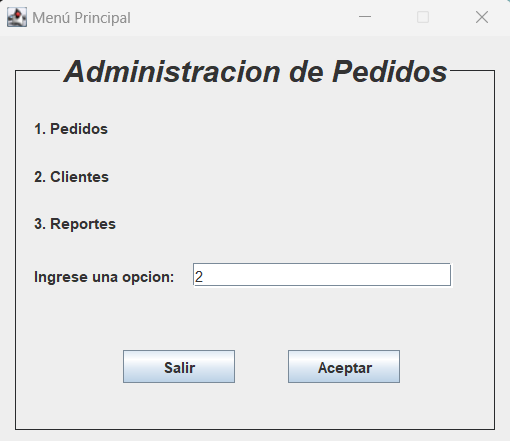 Menú Principal
Administracion de Pedidos
1. Pedidos
2. Clientes
3. Reportes
Ingrese una opcion: 2
Salir Aceptar